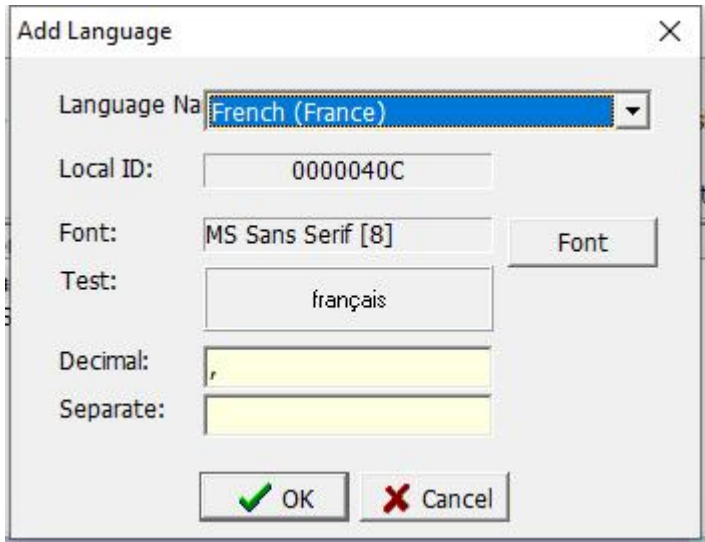 Add Language
Language Na French (France)
Local ID: 0000040C
Font: MS Sans Serif [8] Font
Test: français
Decimal: ,
Separate:
OK Cancel